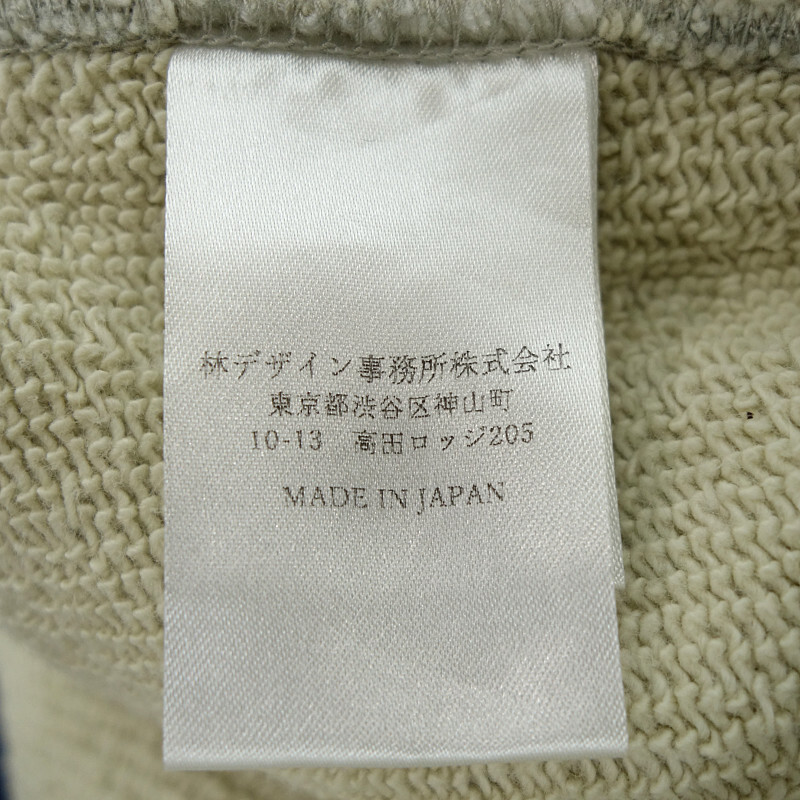 林デザイン事務所株式会社
東京都渋谷区神山町
10-13　高田ロッジ205
MADE IN JAPAN